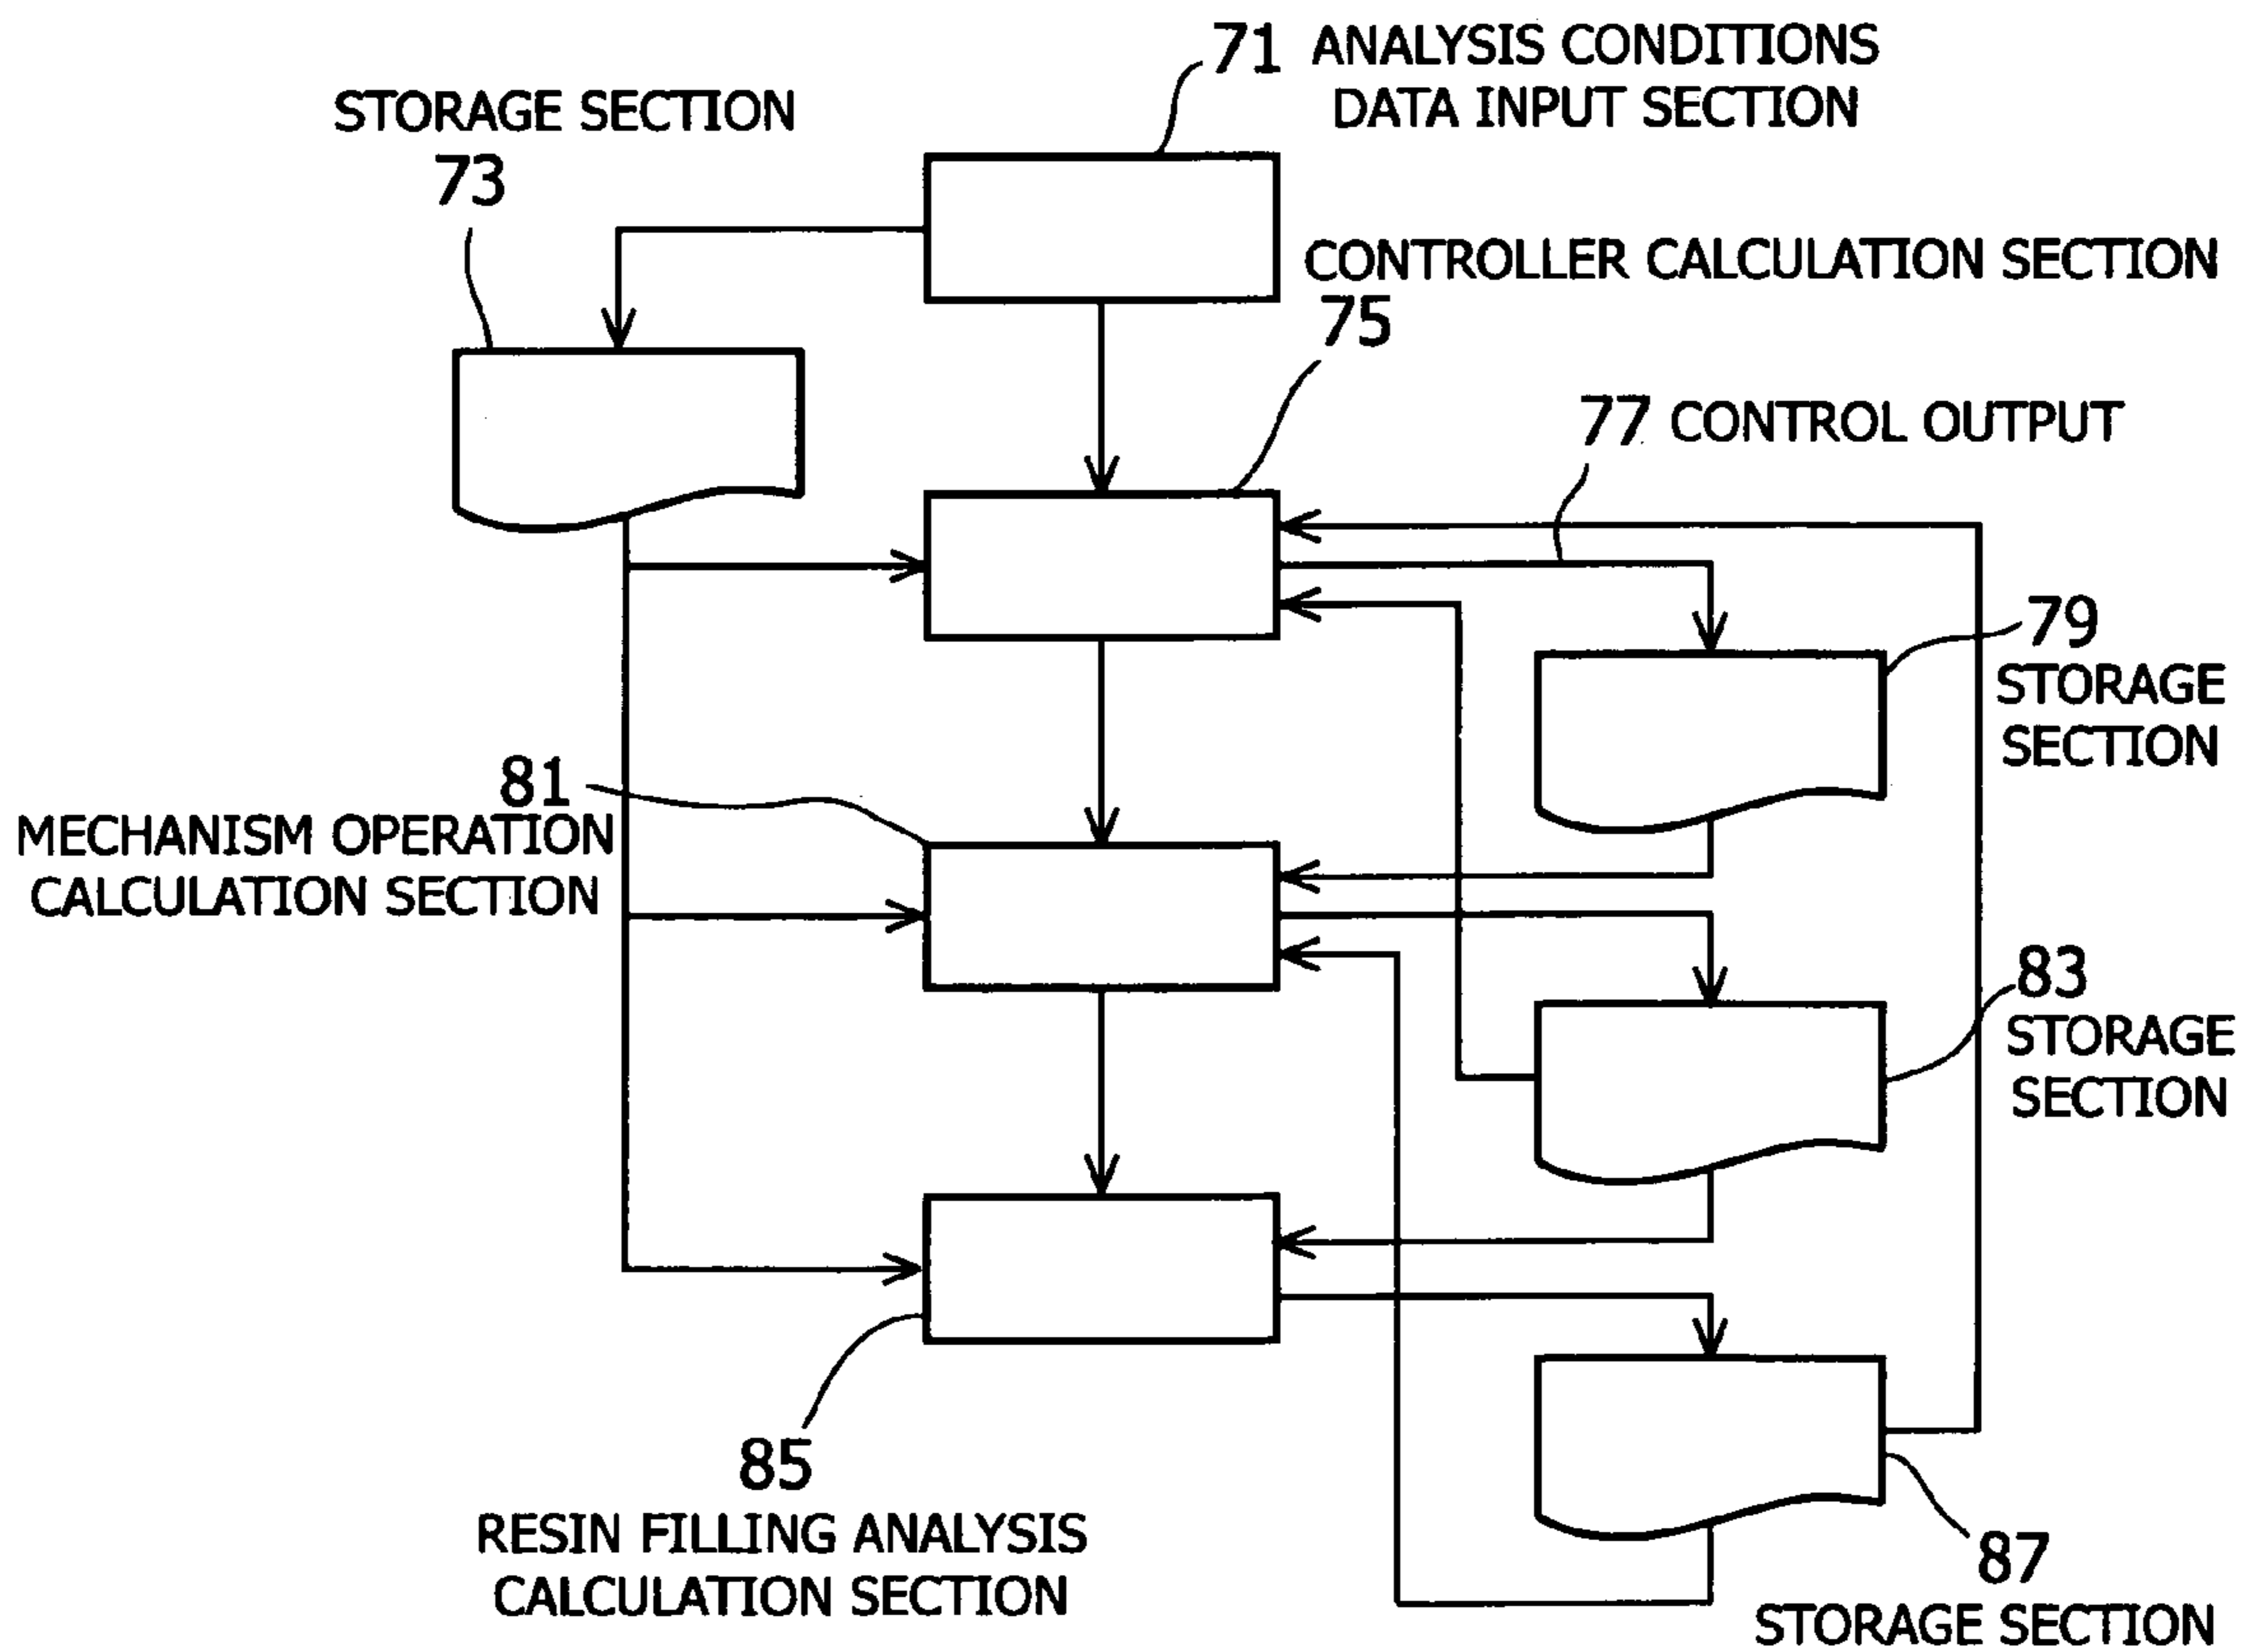 71 ANALYSIS CONDITIONS
DATA INPUT SECTION
STORAGE SECTION
73
CONTROLLER CALCULATION SECTION
75
77 CONTROL OUTPUT
79
STORAGE
SECTION
81
MECHANISM OPERATION
CALCULATION SECTION
83
STORAGE
SECTION
85
RESIN FILLING ANALYSIS
CALCULATION SECTION
87
STORAGE SECTION